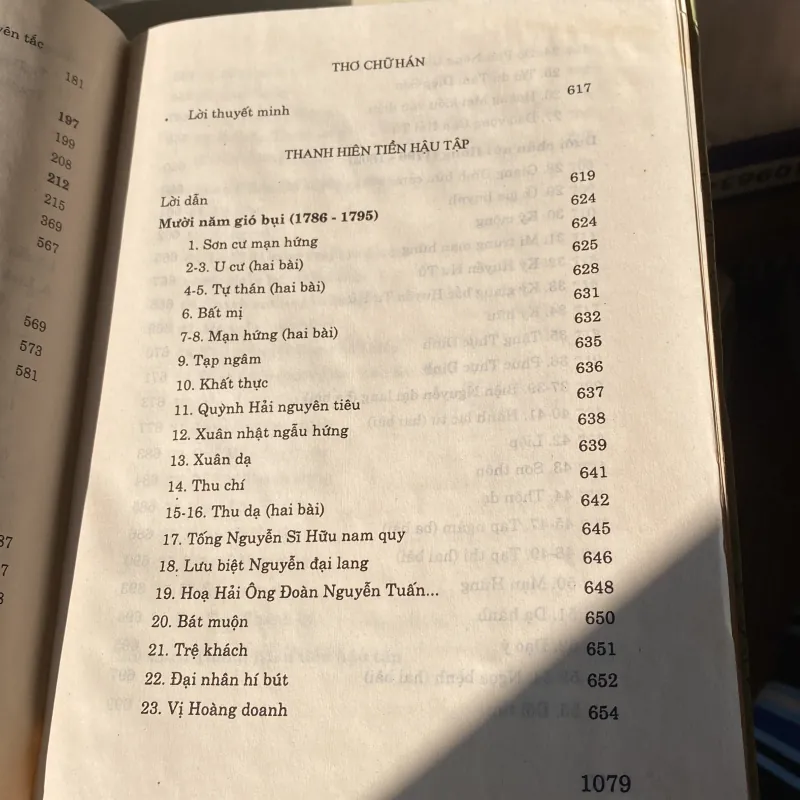 yên tắc
181
197
199
208
212
215
369
567
569
573
581
THƠ CHỮ HÁN
Lời thuyết minh 617
THANH HIÊN TIỀN HẬU TẬP
Lời dẫn 619
Mười năm gió bụi (1786 - 1795) 624
1. Sơn cư mạn hứng 624
2-3. U cư (hai bài) 625
4-5. Tự thán (hai bài) 628
6. Bất mị 631
7-8. Mạn hứng (hai bài) 632
9. Tạp ngâm 635
10. Khất thực 636
11. Quỳnh Hải nguyên tiêu 637
12. Xuân nhật ngẫu hứng 638
13. Xuân dạ 639
14. Thu chí 641
15-16. Thu dạ (hai bài) 642
17. Tống Nguyễn Sĩ Hữu nam quy 645
18. Lưu biệt Nguyễn đại lang 646
19. Hoạ Hải Ông Đoàn Nguyễn Tuấn... 648
20. Bát muộn 650
21. Trệ khách 651
22. Đại nhân hí bút 652
23. Vị Hoàng doanh 654
1079